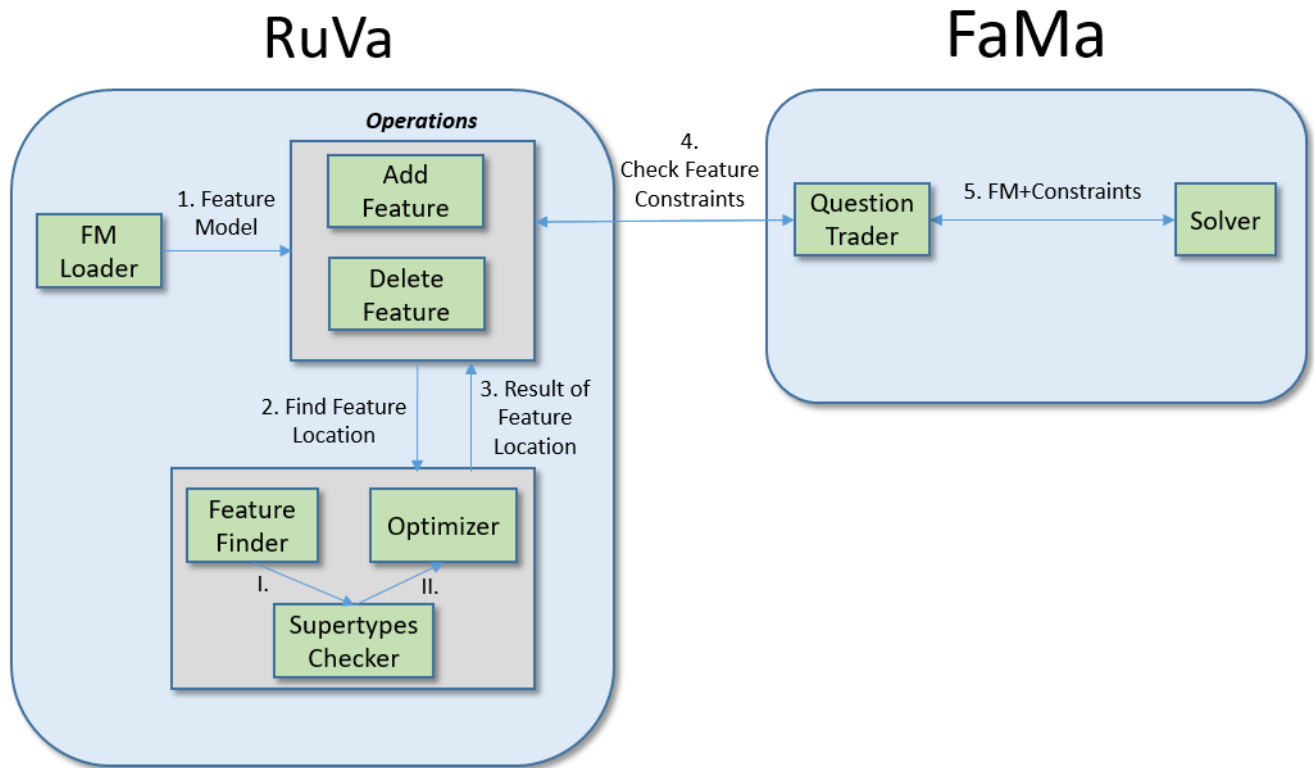 RuVa
FaMa
Operations
Add
Feature
Delete
Feature
FM
Loader
1. Feature
Model
4.
Check Feature
Constraints
Question
Trader
5. FM+Constraints
Solver
2. Find Feature
Location
3. Result of
Feature
Location
Feature
Finder
Optimizer
I.
II.
Supertypes
Checker